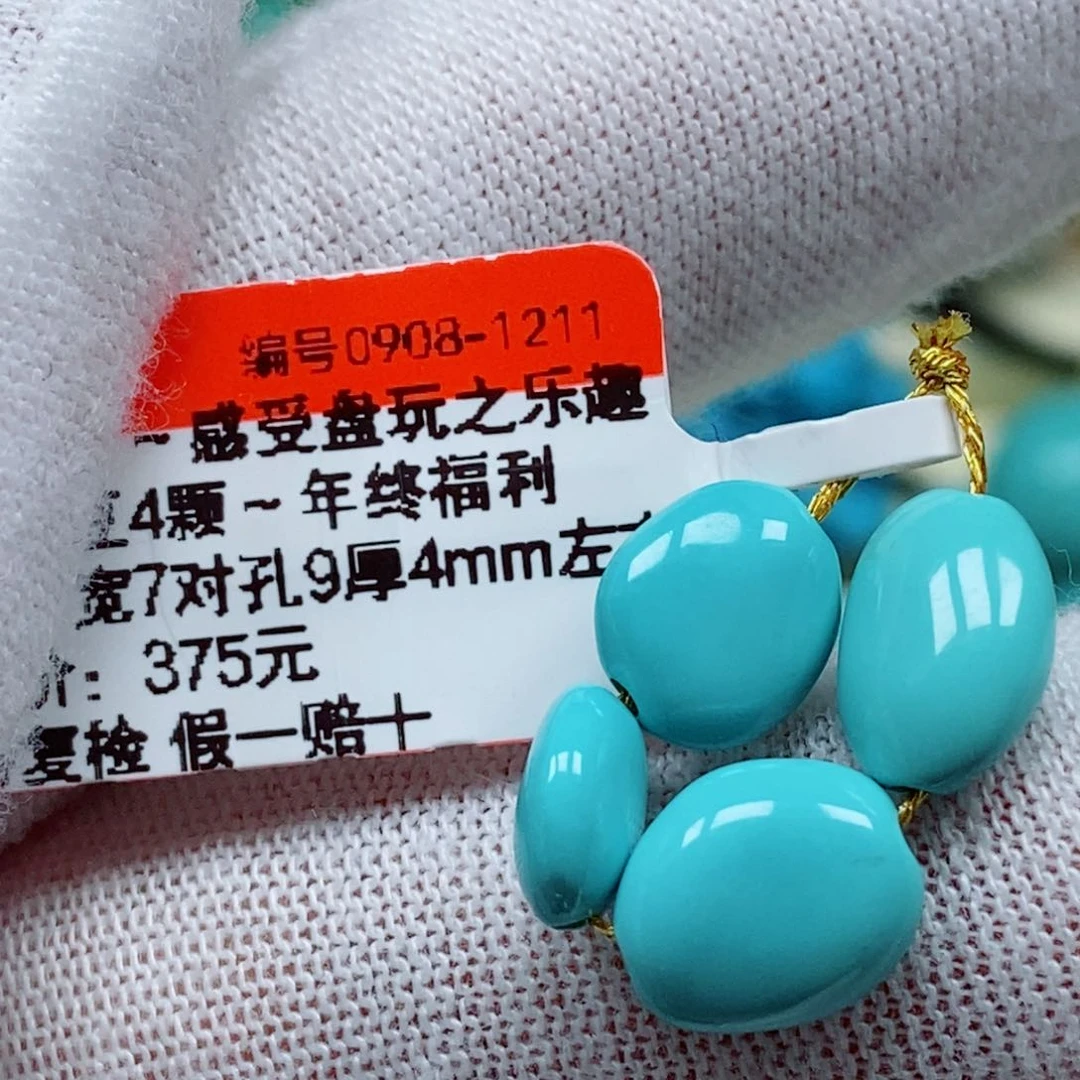 编号0908-1211
~感受盘玩之乐趣
4颗~年终福利
宽7对孔9厚4mm左
价：375元
复检 假一赔十